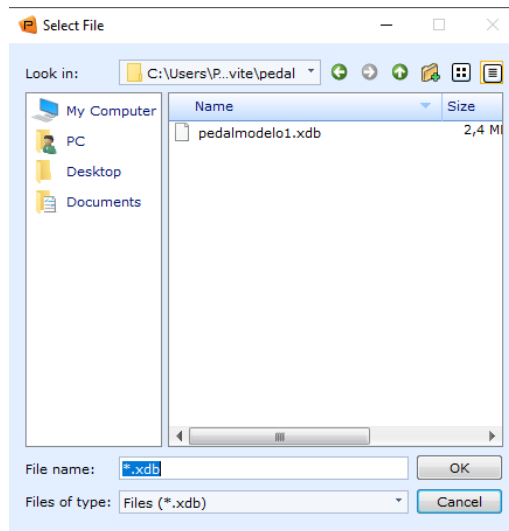 Select File
Look in: C:\Users\P...vite\pedal
My Computer
PC
Desktop
Documents
Name Size
pedalmodelo1.xdb 2,4 MI
File name: *.xdb OK
Files of type: Files (*.xdb) Cancel